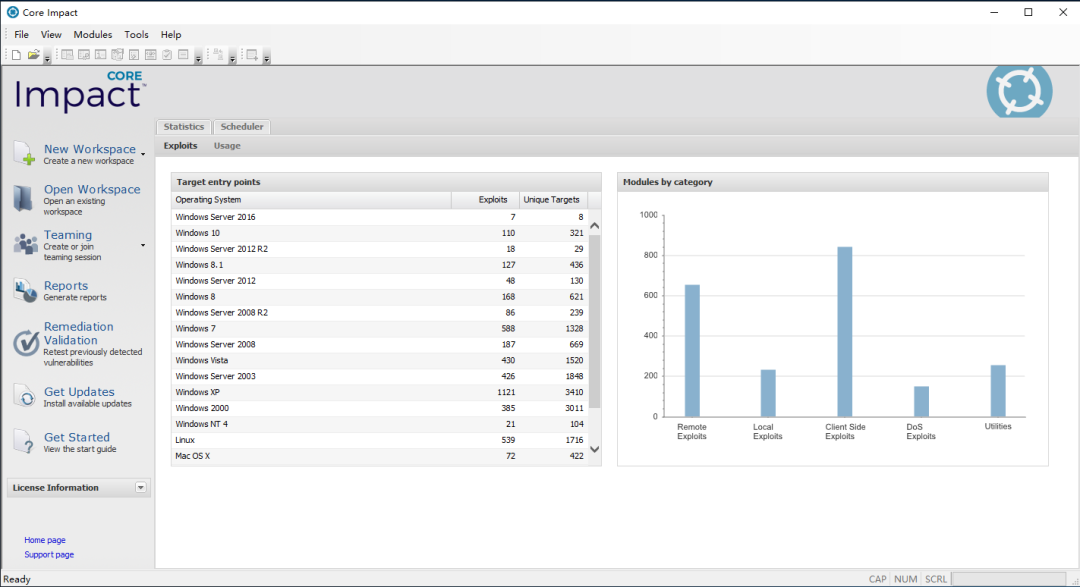 Core Impact
File View Modules Tools Help
CORE
Impact™
Statistics Scheduler
Exploits Usage
New Workspace
Create a new workspace
Open Workspace
Open an existing
workspace
Teaming
Create or join
teaming session
Reports
Generate reports
Remediation
Validation
Retest previously detected
vulnerabilities
Get Updates
Install available updates
Get Started
View the start guide
License Information
Home page
Support page
Target entry points
Operating System Exploits Unique Targets
Windows Server 2016 7 8
Windows 10 110 321
Windows Server 2012 R2 18 29
Windows 8.1 127 436
Windows Server 2012 48 130
Windows 8 168 621
Windows Server 2008 R2 86 239
Windows 7 588 1328
Windows Server 2008 187 669
Windows Vista 430 1520
Windows Server 2003 426 1848
Windows XP 1121 3410
Windows 2000 385 3011
Windows NT 4 21 104
Linux 539 1716
Mac OS X 72 422
Modules by category
1000
800
600
400
200
0
Remote
Exploits
Local
Exploits
Client Side
Exploits
DoS
Exploits
Utilities
Ready
CAP NUM SCRL